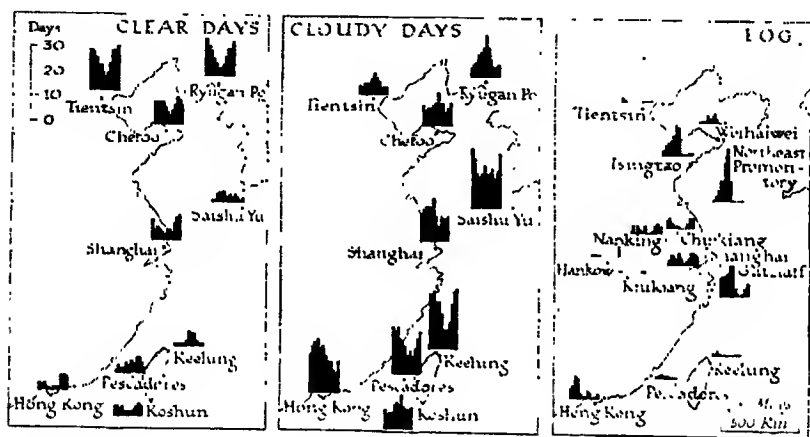 Days
CLEAR DAYS
30
20
10
0
Tientsin
Ryugan Po
Chefoo
Saishu Yu
Shanghai
Keelung
Pescadores
Hong Kong
Koshun
CLOUDY DAYS
Tientsin
Ryugan Po
Chefoo
Saishu Yu
Shanghai
Keelung
Pescadores
Hong Kong
Koshun
Tientsin
Weihaiwei
Tsingtao
Northeast
Promon-
tory
Nanking
Chinkiang
Shanghai
Hankow
Kiukiang
Gutzlaff
Keelung
Pescadores
Hong Kong
500 Km